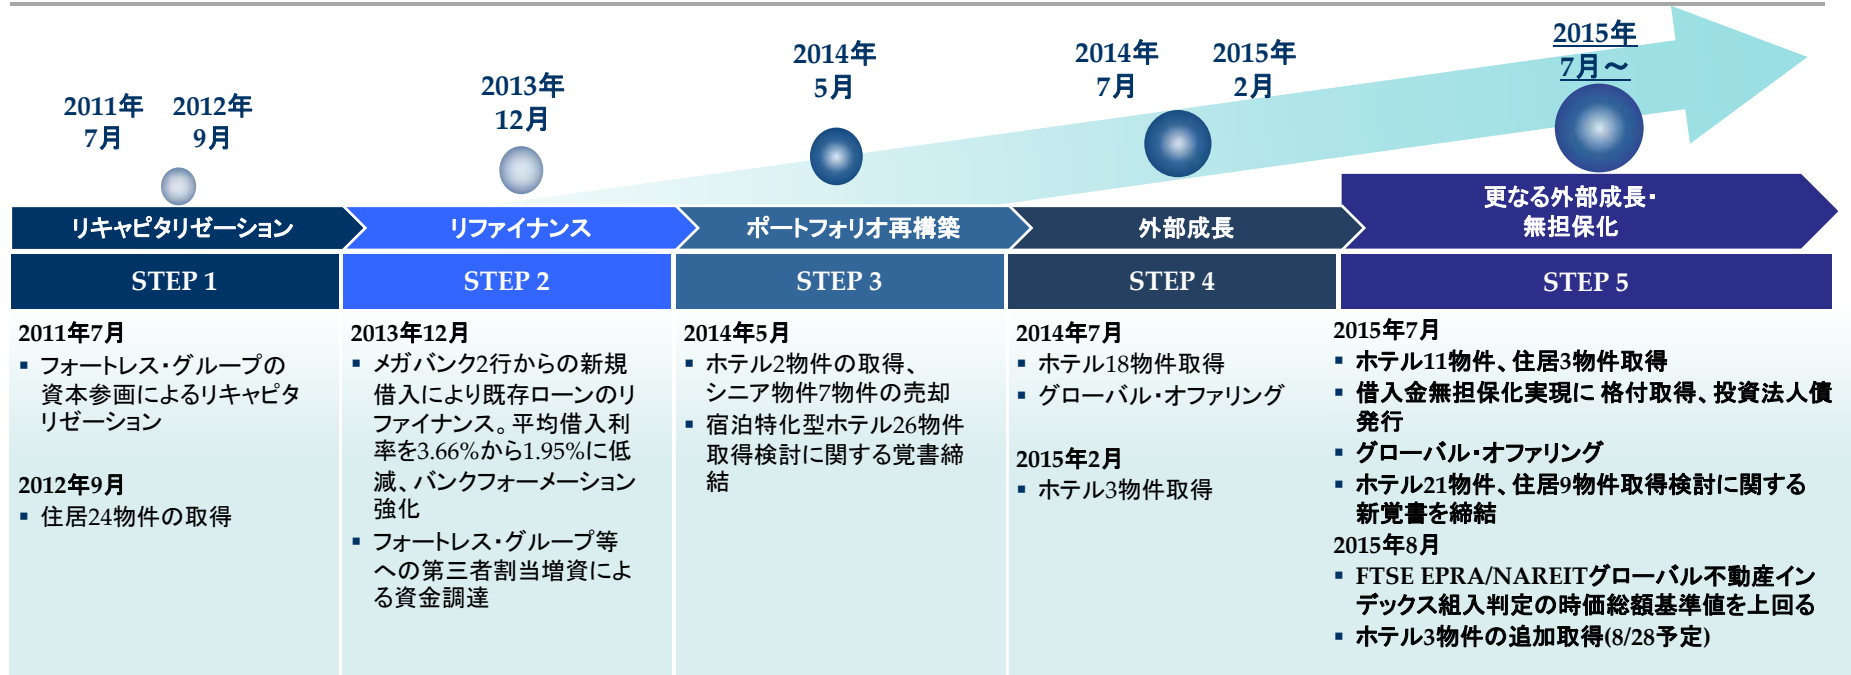 2011年
7月
2012年
9月
2013年
12月
2014年
5月
2014年
7月
2015年
2月
2015年
7月～
リキャピタリゼーション
リファイナンス
ポートフォリオ再構築
外部成長
更なる外部成長・
無担保化
STEP 1
STEP 2
STEP 3
STEP 4
STEP 5
2011年7月
▪ フォートレス・グループの
資本参画によるリキャピタ
リゼーション
2012年9月
▪ 住居24物件の取得
2013年12月
▪ メガバンク2行からの新規
借入により既存ローンのリ
ファイナンス。平均借入利
率を3.66%から1.95%に低
減、バンクフォーメーション
強化
▪ フォートレス・グループ等
への第三者割当増資によ
る資金調達
2014年5月
▪ ホテル2物件の取得、
シニア物件7物件の売却
▪ 宿泊特化型ホテル26物件
取得検討に関する覚書締
結
2014年7月
▪ ホテル18物件取得
▪ グローバル・オファリング
2015年2月
▪ ホテル3物件取得
2015年7月
▪ ホテル11物件、住居3物件取得
▪ 借入金無担保化実現に 格付取得、投資法人債
発行
▪ グローバル・オファリング
▪ ホテル21物件、住居9物件取得検討に関する
新覚書を締結
2015年8月
▪ FTSE EPRA/NAREITグローバル不動産イン
デックス組入判定の時価総額基準値を上回る
▪ ホテル3物件の追加取得(8/28予定)